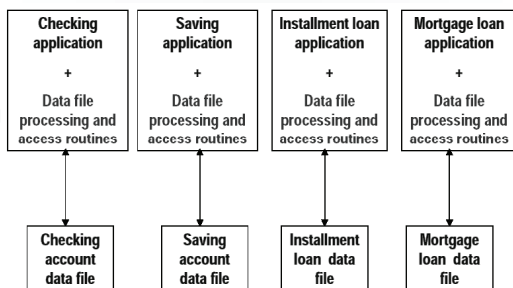 Checking
application
+
Data file
processing and
access routines
Saving
application
+
Data file
processing and
access routines
Installment loan
application
+
Data file
processing and
access routines
Mortgage loan
application
+
Data file
processing and
access routines
Checking
account
data file
Saving
account
data file
Installment
loan data
file
Mortgage
loan data
file